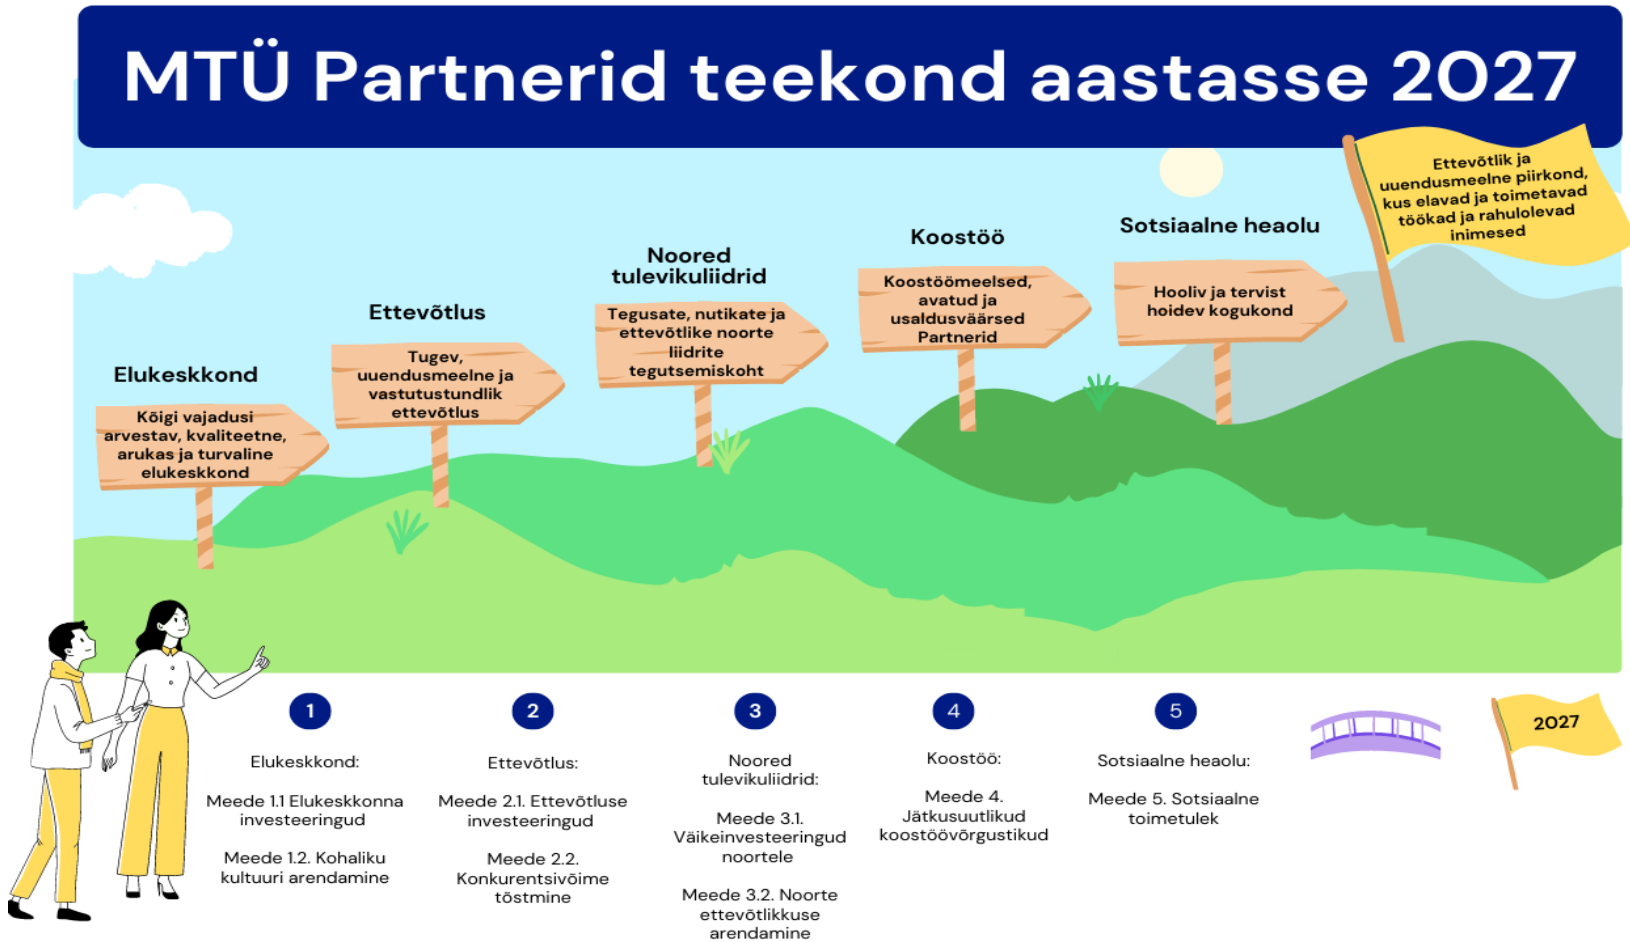 MTÜ Partnerid teekond aastasse 2027
Ettevõtlik ja
uuendusmeelne piirkond,
kus elavad ja toimetavad
töökad ja rahulolevad
inimesed
Elukeskkond
Kõigi vajadusi
arvestav, kvaliteetne,
arukas ja turvaline
elukeskkond
Ettevõtlus
Tugev,
uuendusmeelne ja
vastutustundlik
ettevõtlus
Noored
tulevikuliidrid
Tegusate, nutikate ja
ettevõtlike noorte
liidrite
tegutsemiskoht
Koostöö
Koostöömeelsed,
avatud ja
usaldusväärsed
Partnerid
Sotsiaalne heaolu
Hooliv ja tervist
hoidev kogukond
1
Elukeskkond:
Meede 1.1 Elukeskkonna
investeeringud
Meede 1.2. Kohaliku
kultuuri arendamine
2
Ettevõtlus:
Meede 2.1. Ettevõtluse
investeeringud
Meede 2.2.
Konkurentsivõime
tõstmine
3
Noored
tulevikuliidrid:
Meede 3.1.
Väikeinvesteeringud
noortele
Meede 3.2. Noorte
ettevõtlikkuse
arendamine
4
Koostöö:
Meede 4.
Jätkusuutlikud
koostöövõrgustikud
5
Sotsiaalne heaolu:
Meede 5. Sotsiaalne
toimetulek
2027